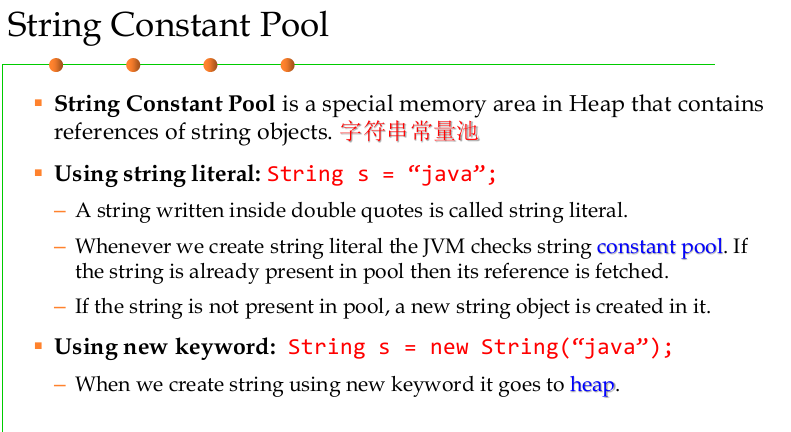 String Constant Pool
▪ String Constant Pool is a special memory area in Heap that contains
references of string objects. 字符串常量池
▪ Using string literal: String s = “java”;
– A string written inside double quotes is called string literal.
– Whenever we create string literal the JVM checks string constant pool. If
the string is already present in pool then its reference is fetched.
– If the string is not present in pool, a new string object is created in it.
▪ Using new keyword: String s = new String(“java”);
– When we create string using new keyword it goes to heap.